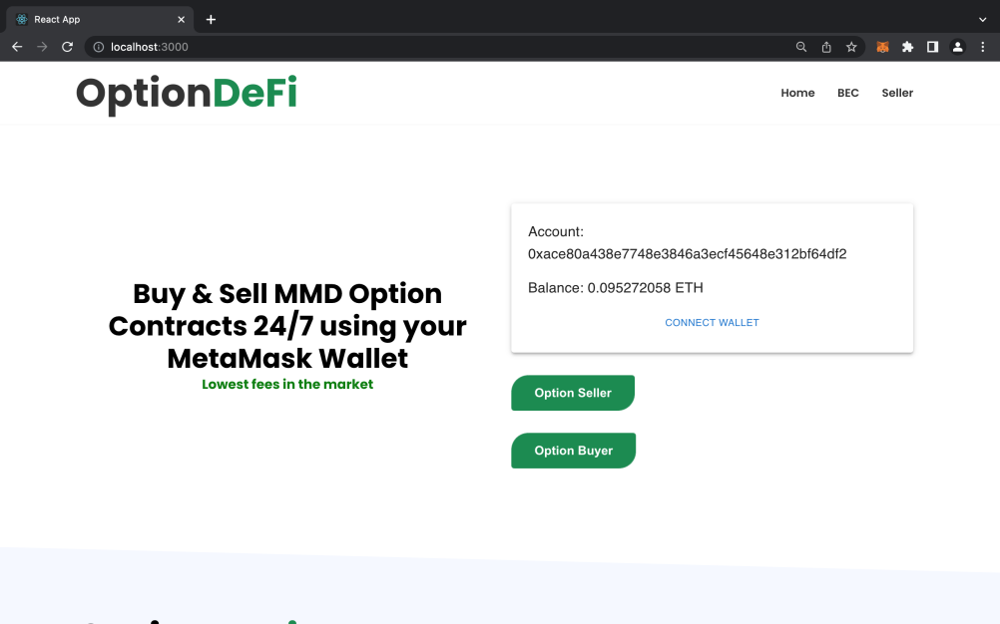 React App
localhost:3000
OptionDeFi
Home BEC Seller
Account:
0xace80a438e7748e3846a3ecf45648e312bf64df2
Balance: 0.095272058 ETH
CONNECT WALLET
Buy & Sell MMD Option
Contracts 24/7 using your
MetaMask Wallet
Lowest fees in the market
Option Seller
Option Buyer